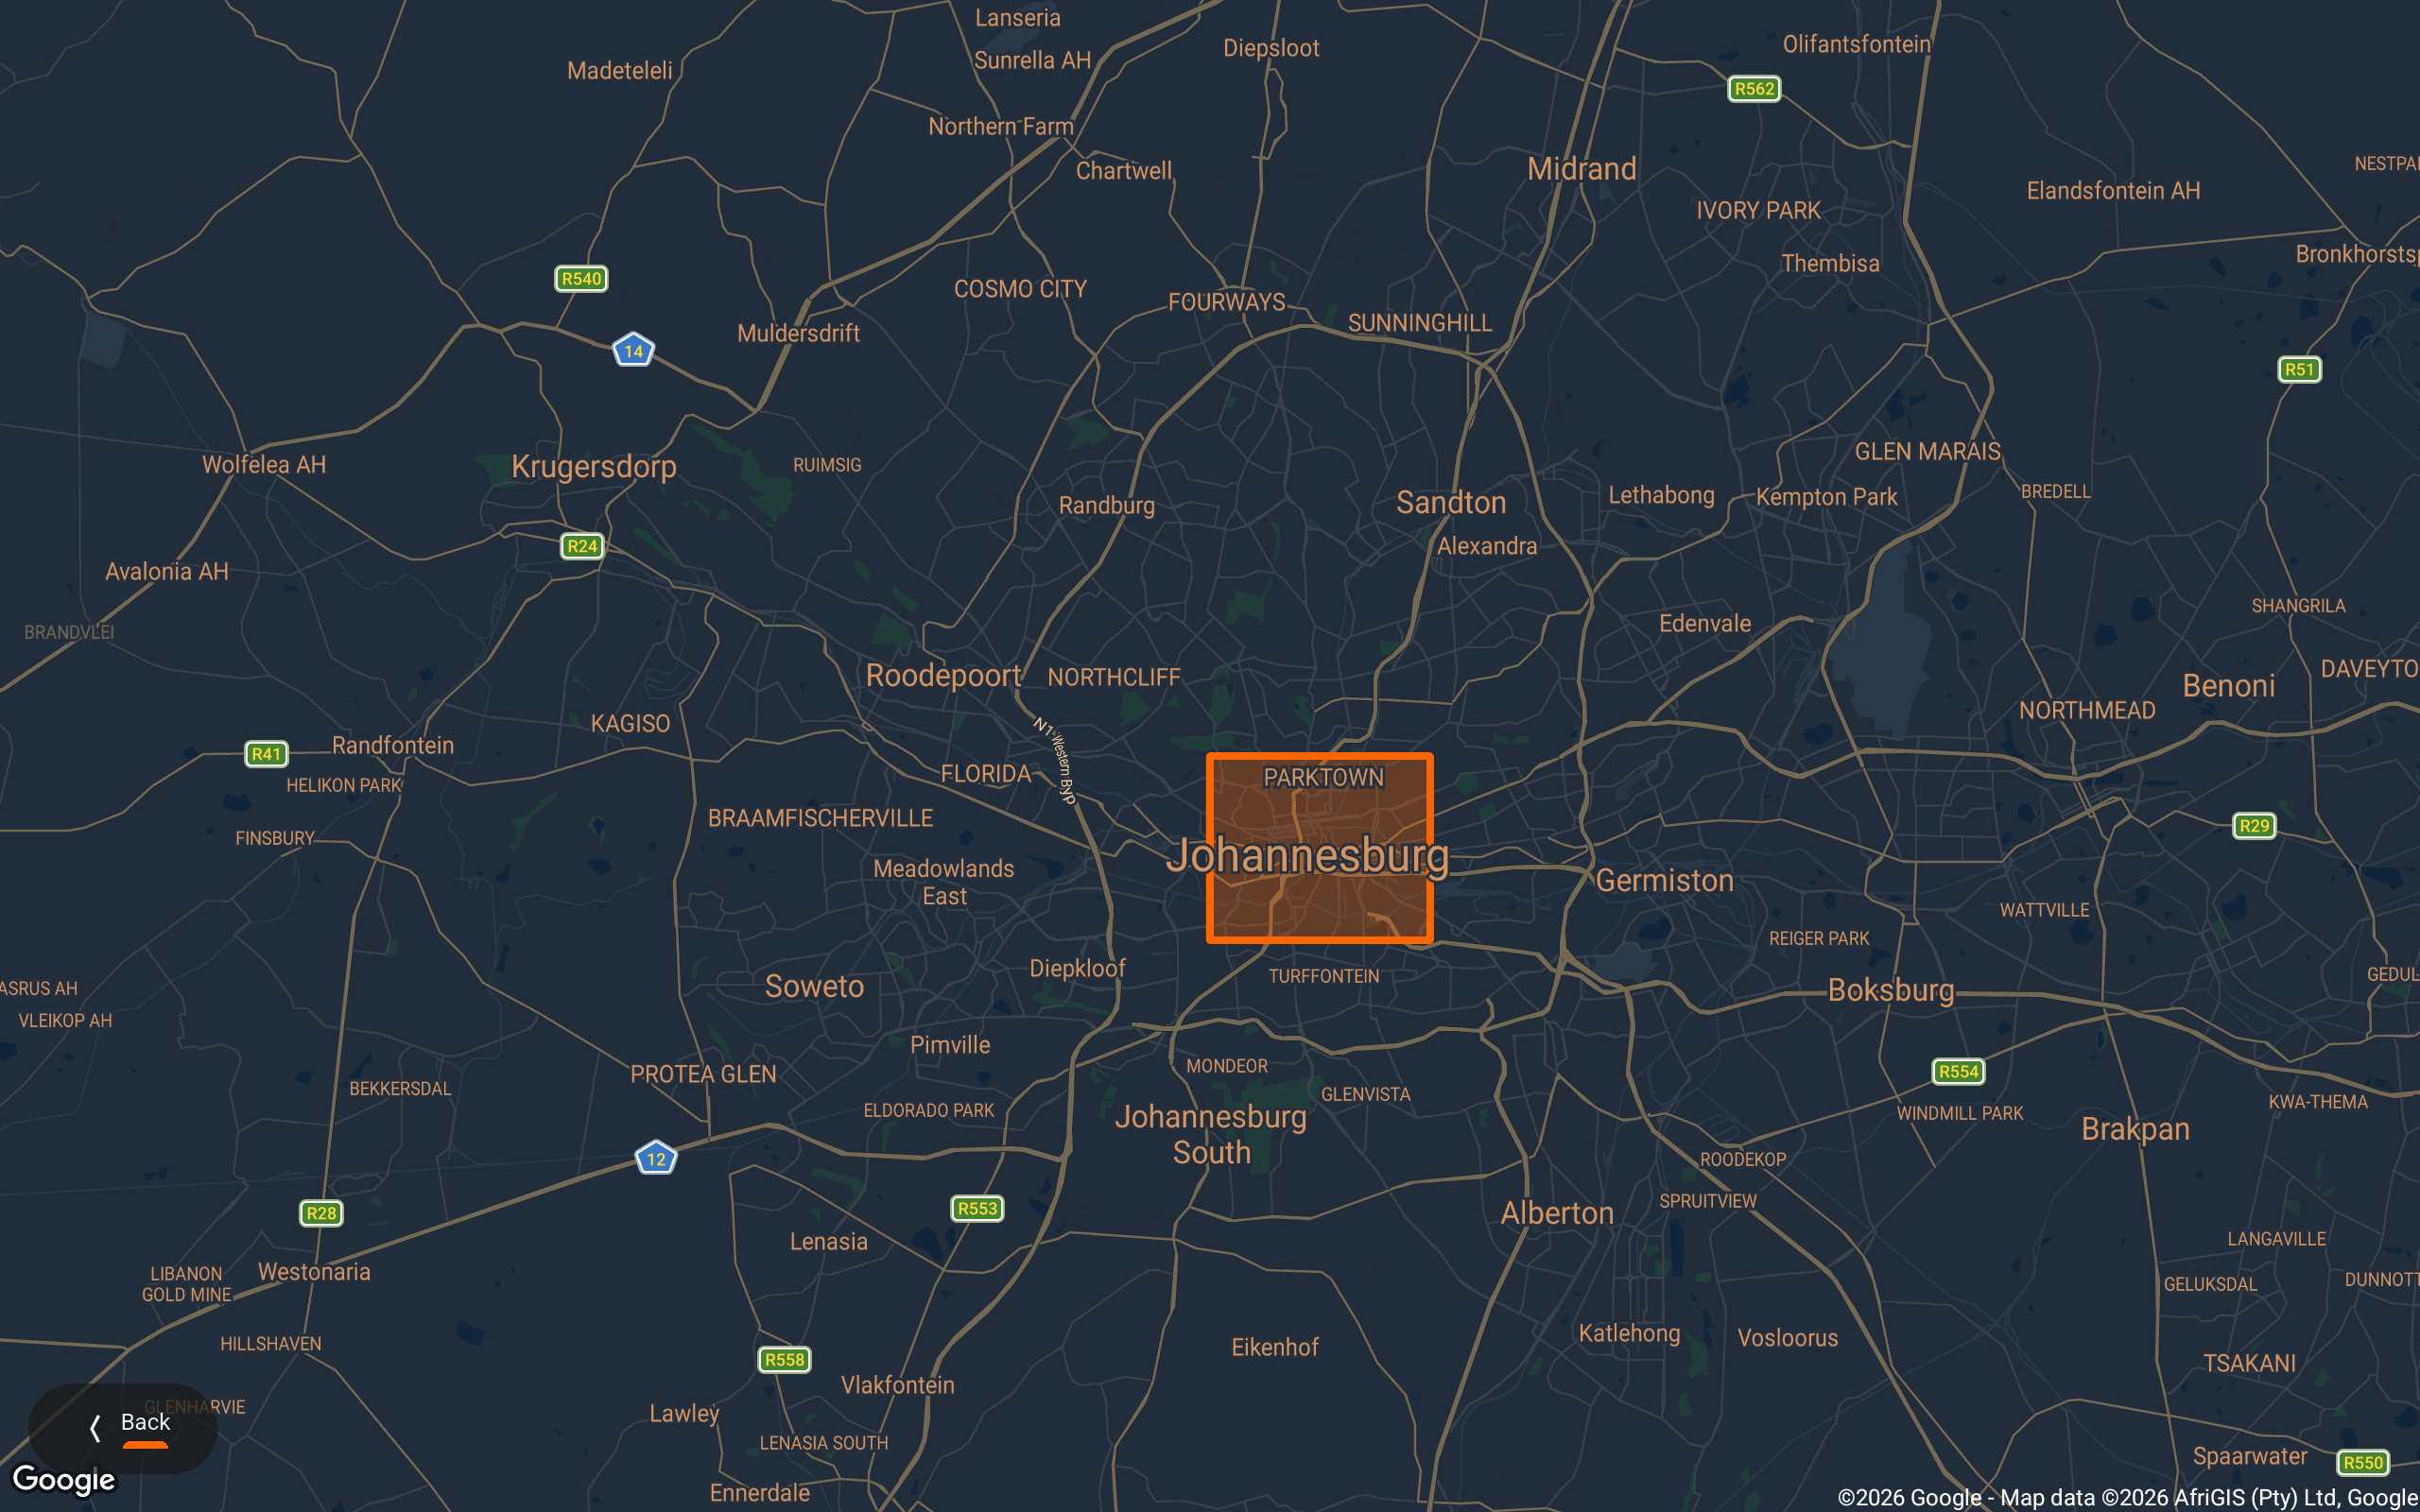 Lanseria
Sunrella AH
Diepsloot
Olifantsfontein
Madeteleli
R562
Northern Farm
Chartwell
Midrand
NESTPA
Elandsfontein AH
IVORY PARK
Bronkhorstsp
Thembisa
R540
COSMO CITY
FOURWAYS
SUNNINGHILL
Muldersdrift
14
R51
GLEN MARAIS
Wolfelea AH
Krugersdorp
RUIMSIG
Randburg
Sandton
Lethabong
Kempton Park
BREDELL
R24
Alexandra
Avalonia AH
BRANDVLEI
Edenvale
SHANGRILA
Roodepoort
NORTHCLIFF
DAVEYTO
Benoni
KAGISO
NORTHMEAD
N1 Western Byp
R41
Randfontein
HELIKON PARK
FLORIDA
PARKTOWN
FINSBURY
BRAAMFISCHERVILLE
R29
Johannesburg
Meadowlands
East
Germiston
WATTVILLE
REIGER PARK
Diepkloof
TURFFONTEIN
GEDUL
ASRUS AH
Soweto
Boksburg
VLEIKOP AH
Pimville
MONDEOR
R554
PROTEA GLEN
BEKKERSDAL
GLENVISTA
KWA-THEMA
ELDORADO PARK
Johannesburg
South
WINDMILL PARK
Brakpan
12
ROODEKOP
SPRUITVIEW
R28
R553
Alberton
Lenasia
LANGAVILLE
LIBANON
GOLD MINE
Westonaria
GELUKSDAL
DUNNOTT
HILLSHAVEN
Eikenhof
Katlehong
Vosloorus
R558
TSAKANI
Vlakfontein
GLENHARVIE
Back
Lawley
LENASIA SOUTH
Spaarwater
R550
Google
Ennerdale
©2026 Google - Map data ©2026 AfriGIS (Pty) Ltd, Google